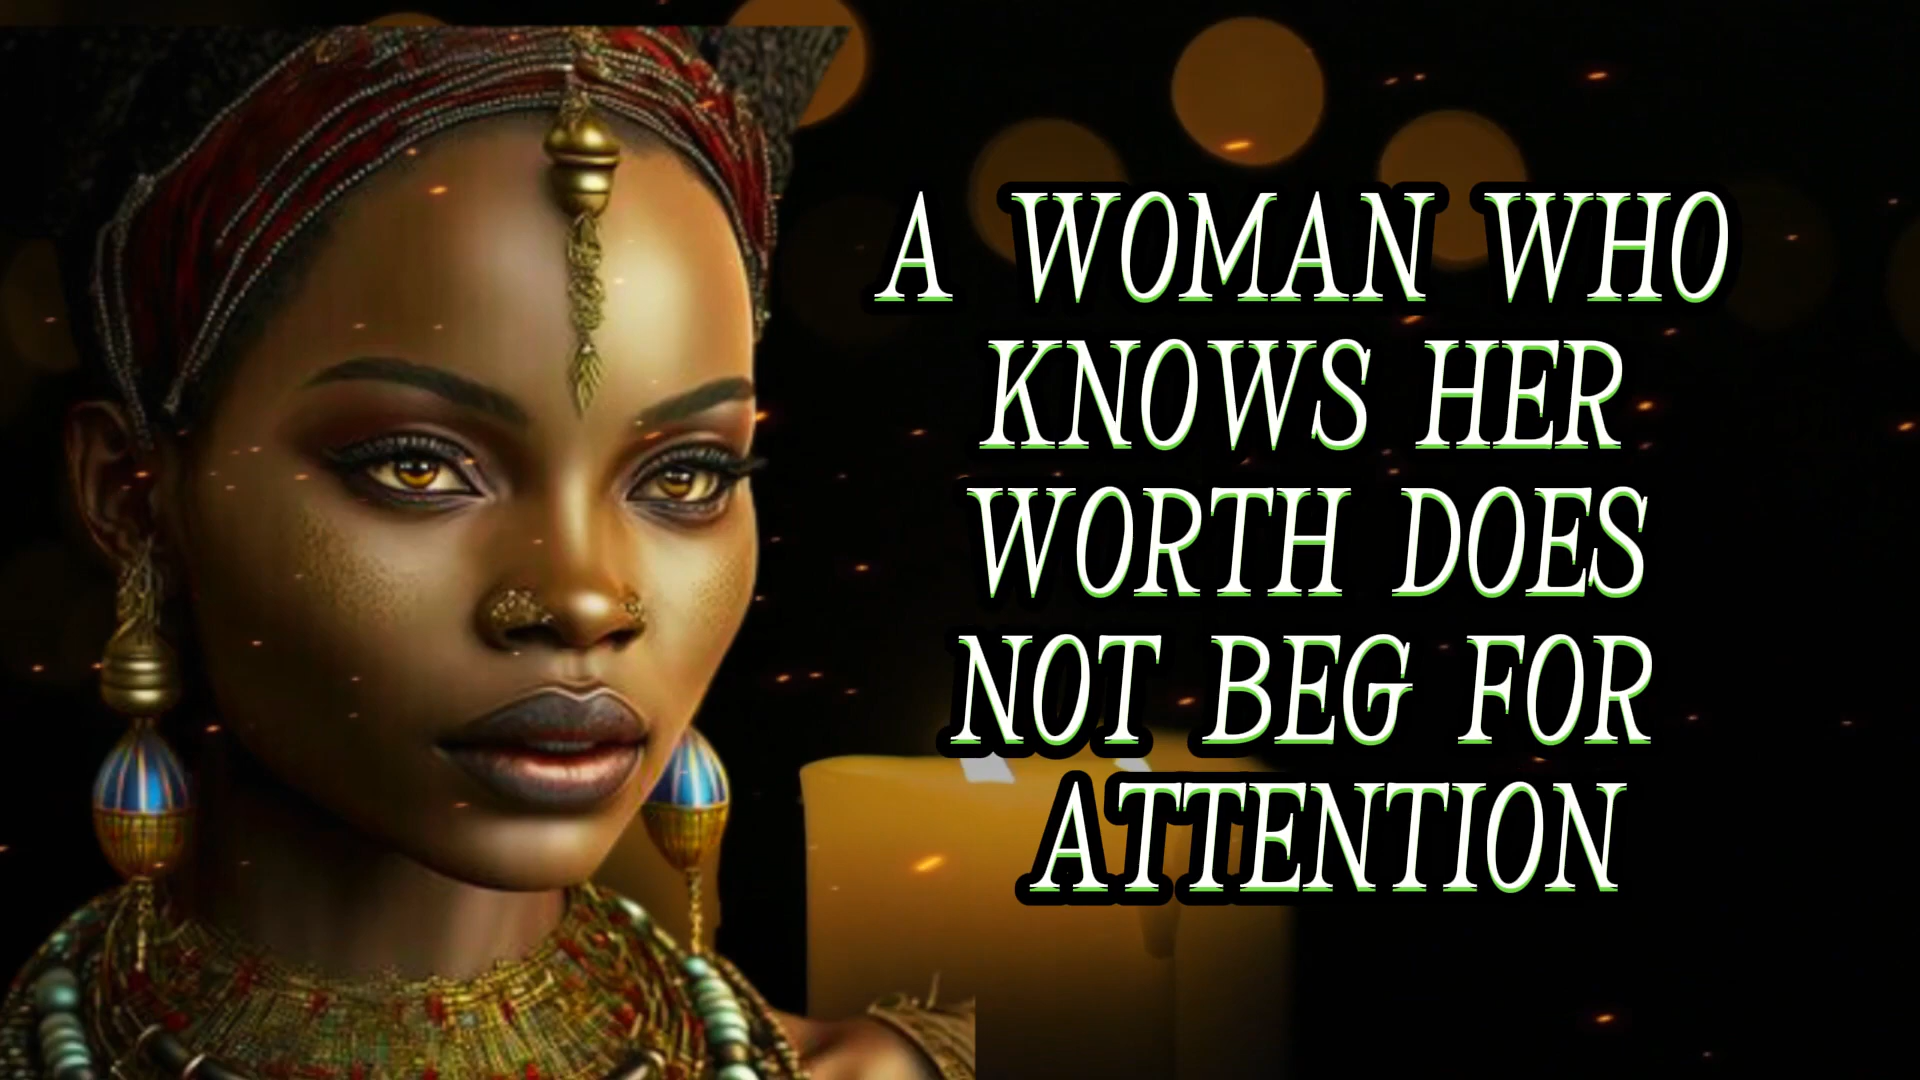 A WOMAN WHO
KNOWS HER
WORTH DOES
NOT BEG FOR
ATTENTION